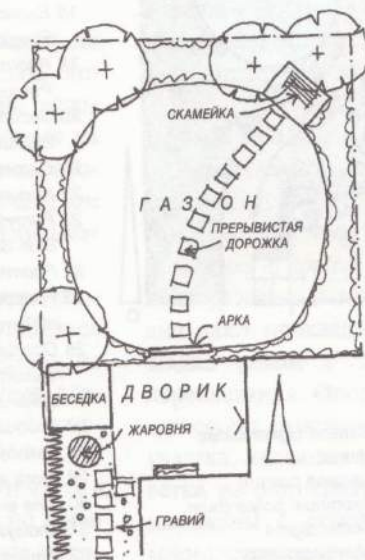 СКАМЕЙКА
ГАЗОН
ПРЕРЫВИСТАЯ
ДОРОЖКА
АРКА
БЕСЕДКА
ДВОРИК
ЖАРОВНЯ
ГРАВИЙ